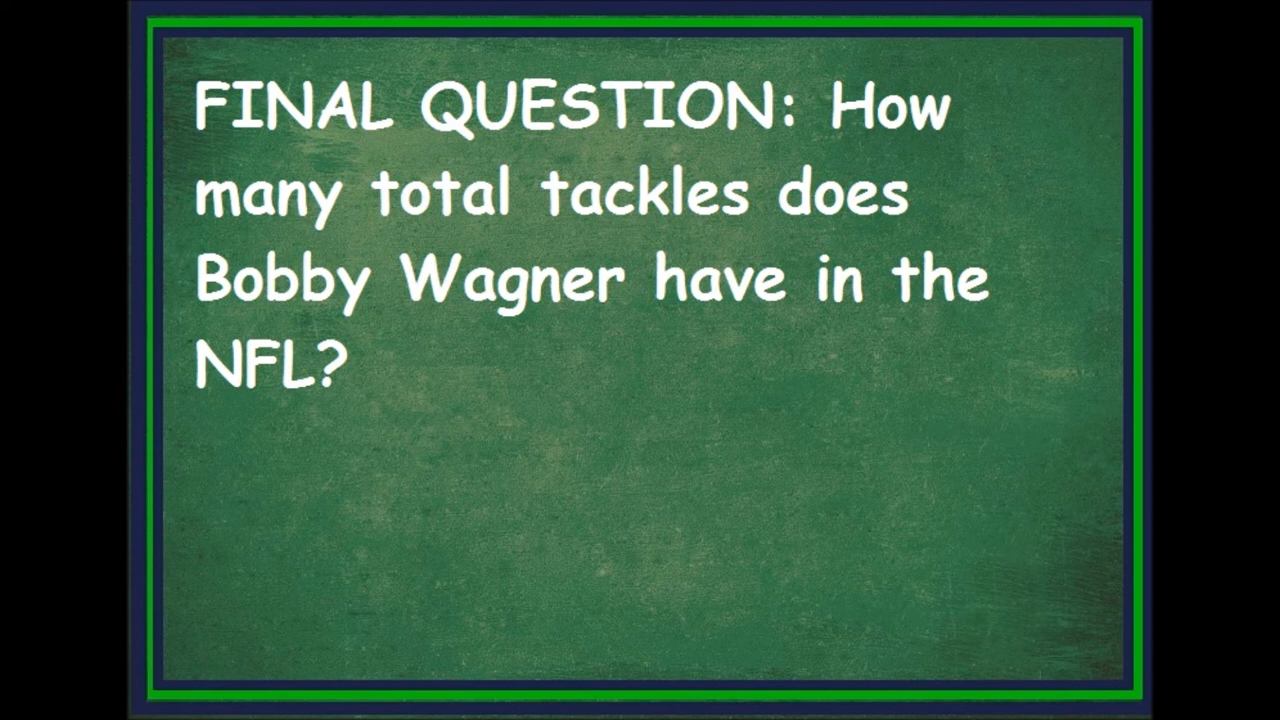 FINAL QUESTION: How
many total tackles does
Bobby Wagner have in the
NFL?